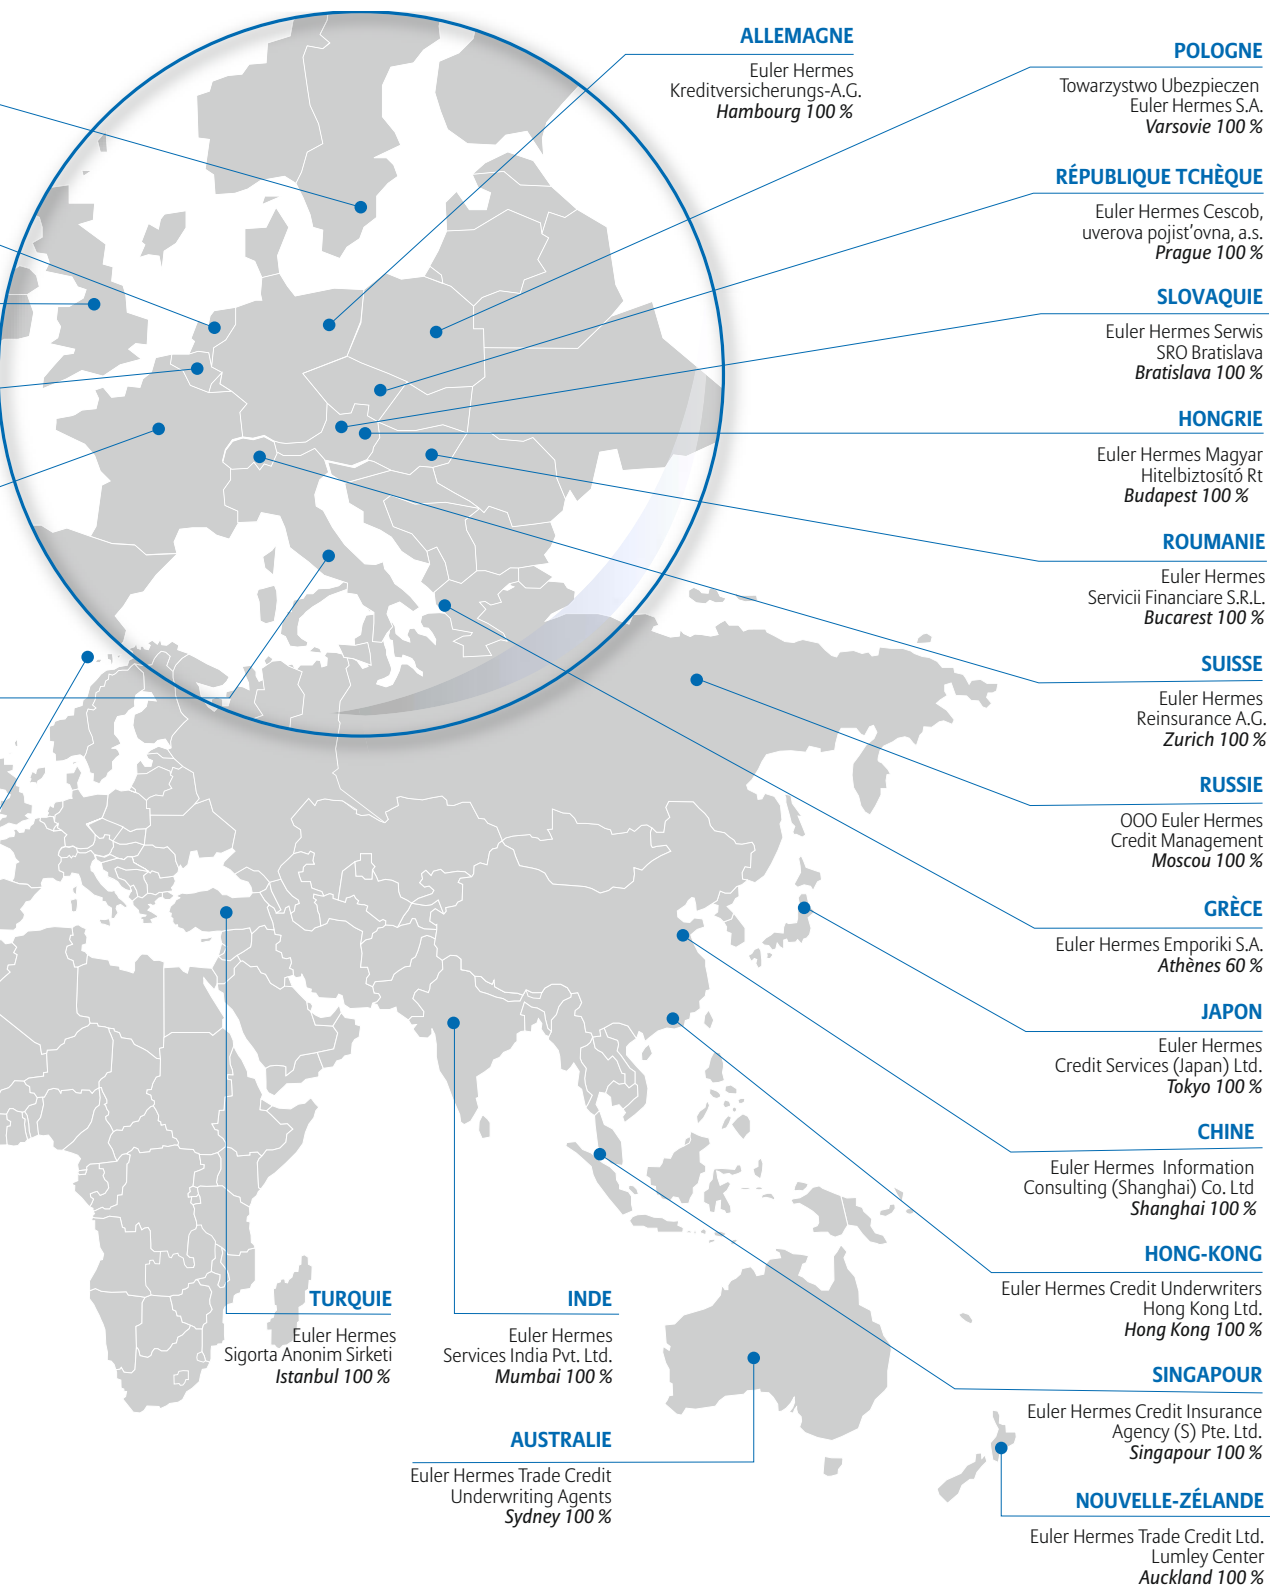 ALLEMAGNE
Euler Hermes
Kreditversicherungs-A.G.
Hambourg 100 %
POLOGNE
Towarzystwo Ubezpieczen
Euler Hermes S.A.
Varsovie 100 %
RÉPUBLIQUE TCHÈQUE
Euler Hermes Cescob,
uverova pojist’ovna, a.s.
Prague 100 %
SLOVAQUIE
Euler Hermes Serwis
SRO Bratislava
Bratislava 100 %
HONGRIE
Euler Hermes Magyar
Hitelbiztosító Rt
Budapest 100 %
ROUMANIE
Euler Hermes
Servicii Financiare S.R.L.
Bucarest 100 %
SUISSE
Euler Hermes
Reinsurance A.G.
Zurich 100 %
RUSSIE
OOO Euler Hermes
Credit Management
Moscou 100 %
GRÈCE
Euler Hermes Emporiki S.A.
Athènes 60 %
JAPON
Euler Hermes
Credit Services (Japan) Ltd.
Tokyo 100 %
CHINE
Euler Hermes Information
Consulting (Shanghai) Co. Ltd
Shanghai 100 %
HONG-KONG
Euler Hermes Credit Underwriters
Hong Kong Ltd.
Hong Kong 100 %
SINGAPOUR
Euler Hermes Credit Insurance
Agency (S) Pte. Ltd.
Singapour 100 %
NOUVELLE-ZÉLANDE
Euler Hermes Trade Credit Ltd.
Lumley Center
Auckland 100 %
TURQUIE
Euler Hermes
Sigorta Anonim Sirketi
Istanbul 100 %
INDE
Euler Hermes
Services India Pvt. Ltd.
Mumbai 100 %
AUSTRALIE
Euler Hermes Trade Credit
Underwriting Agents
Sydney 100 %